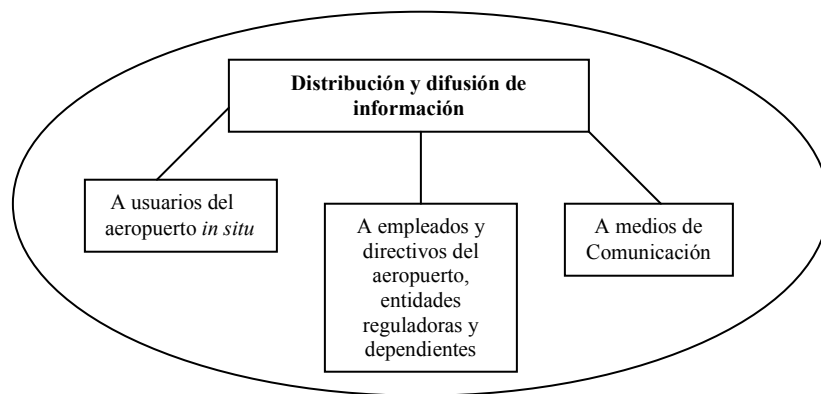 Distribución y difusión de
información
A usuarios del
aeropuerto in situ
A empleados y
directivos del
aeropuerto,
entidades
reguladoras y
dependientes
A medios de
Comunicación